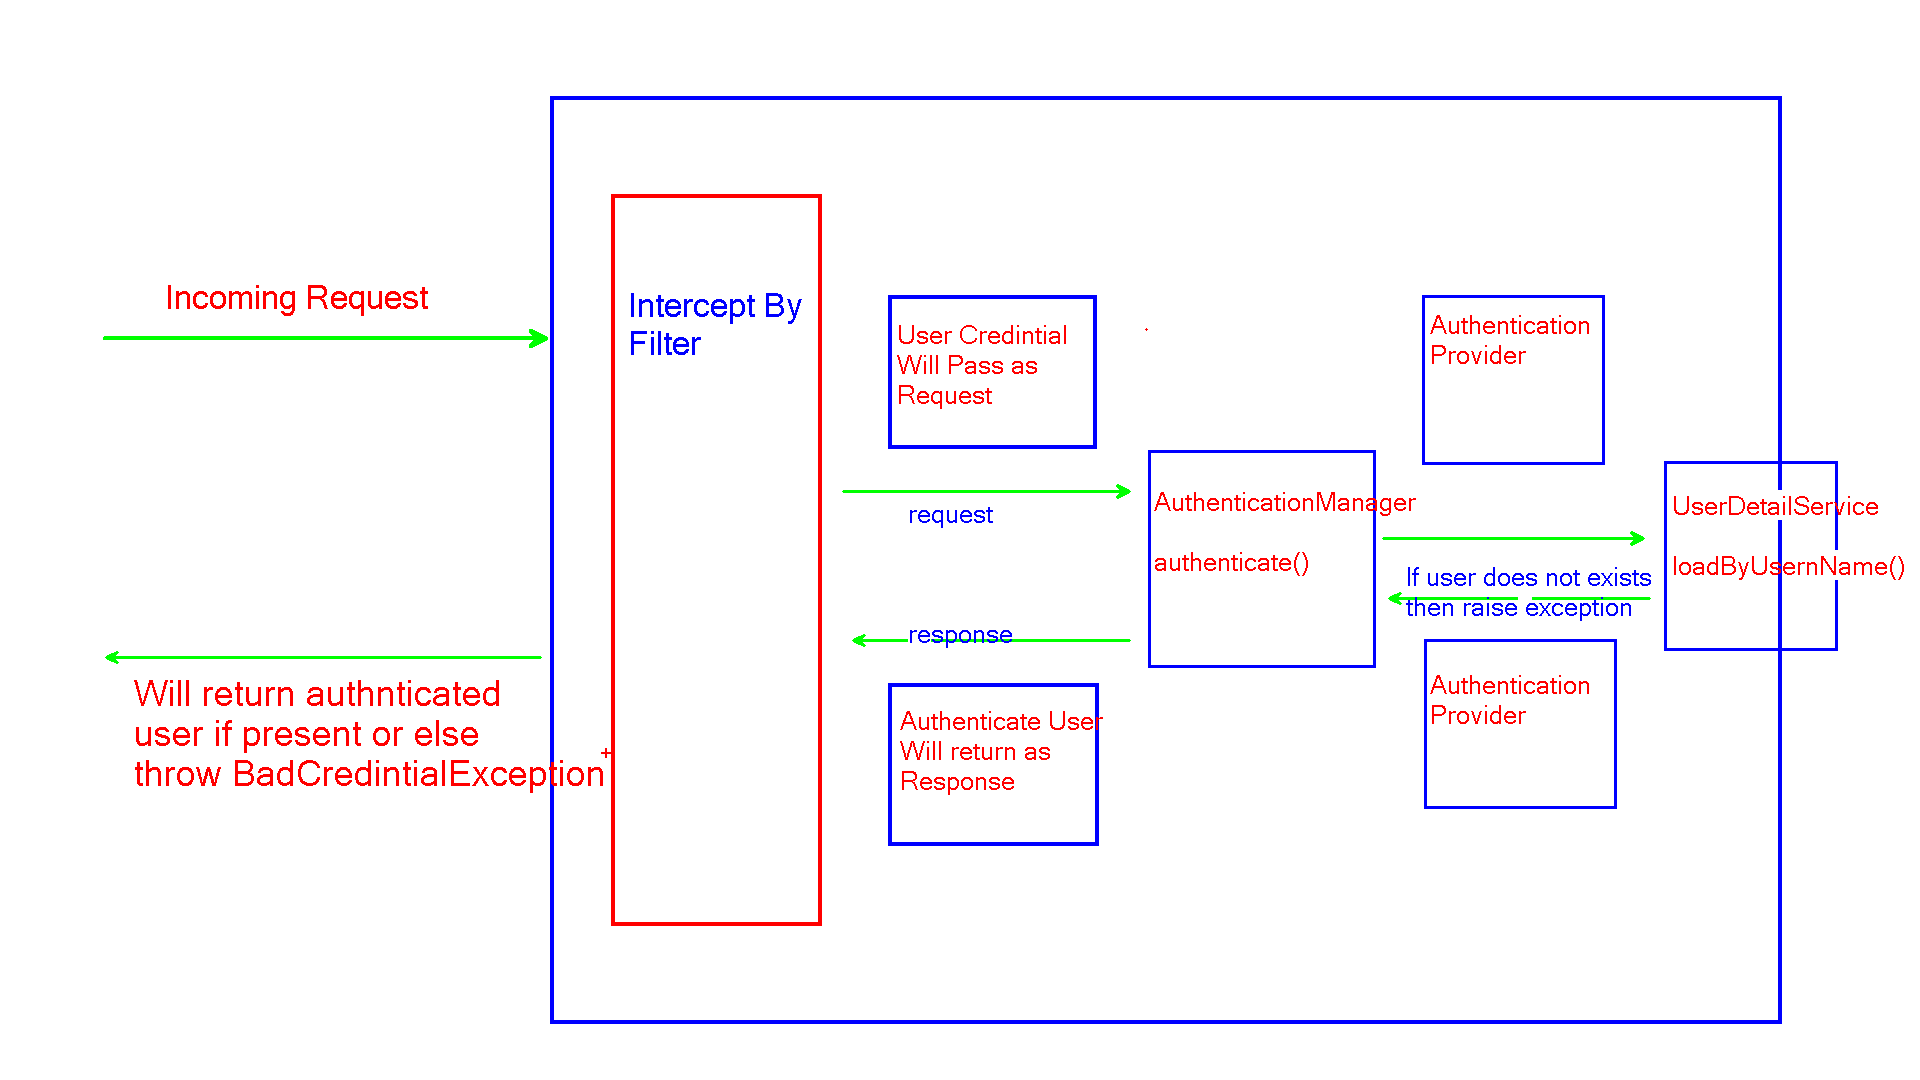 Incoming Request
Intercept By
Filter
User Credintial
Will Pass as
Request
Authentication
Provider
request
AuthenticationManager
authenticate()
UserDetailService
loadByUsernName()
If user does not exists
then raise exception
response
Will return authnticated
user if present or else
throw BadCredintialException
Authenticate User
Will return as
Response
Authentication
Provider